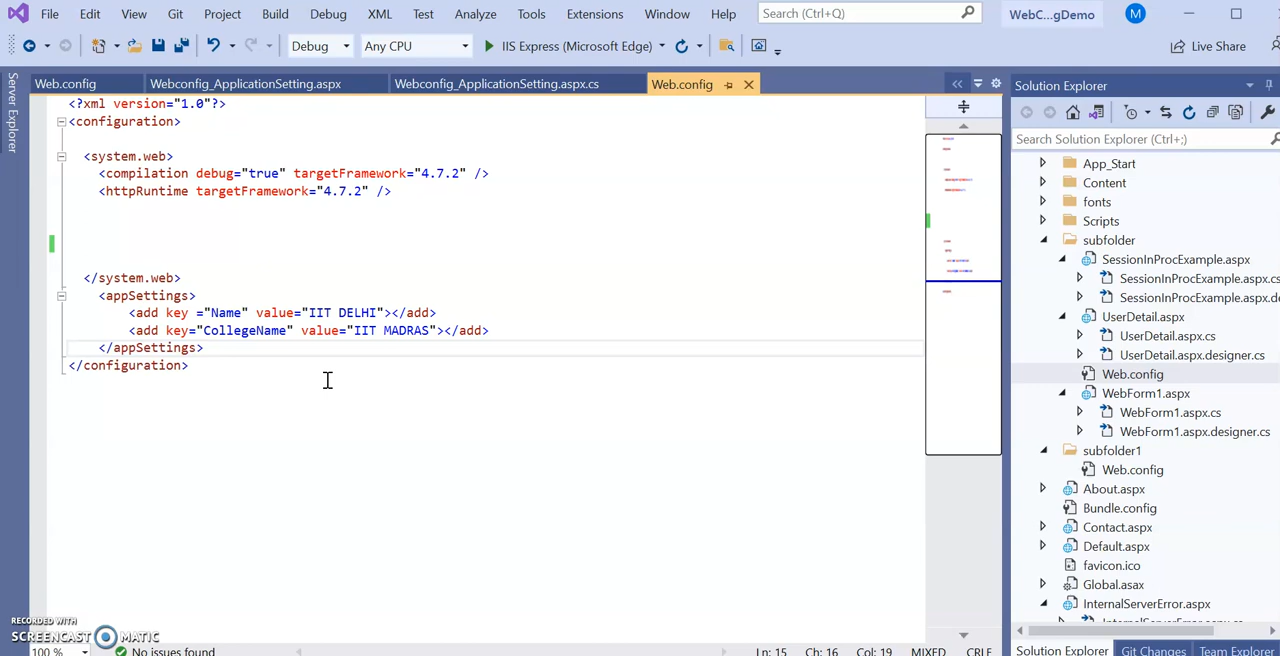 File Edit View Git Project Build Debug XML Test Analyze Tools Extensions Window Help Search (Ctrl+Q) WebC...gDemo M
Debug Any CPU IIS Express (Microsoft Edge) Live Share
Server Explorer
Web.config Webconfig_ApplicationSetting.aspx Webconfig_ApplicationSetting.aspx.cs Web.config
<?xml version="1.0"?>
<configuration>
<system.web>
<compilation debug="true" targetFramework="4.7.2" />
<httpRuntime targetFramework="4.7.2" />
</system.web>
<appSettings>
<add key ="Name" value="IIT DELHI"></add>
<add key="CollegeName" value="IIT MADRAS"></add>
</appSettings>
</configuration>
Solution Explorer
Search Solution Explorer (Ctrl+;)
App_Start
Content
fonts
Scripts
subfolder
SessionInProcExample.aspx
SessionInProcExample.aspx.cs
SessionInProcExample.aspx.de
UserDetail.aspx
UserDetail.aspx.cs
UserDetail.aspx.designer.cs
Web.config
WebForm1.aspx
WebForm1.aspx.cs
WebForm1.aspx.designer.cs
subfolder1
Web.config
About.aspx
Bundle.config
Contact.aspx
Default.aspx
favicon.ico
Global.asax
InternalServerError.aspx
RECORDED WITH
SCREENCAST MATIC
100 % No issues found Ln: 15 Ch: 16 Col: 19 MIXED CRLF
Solution Explorer Git Changes Team Explorer